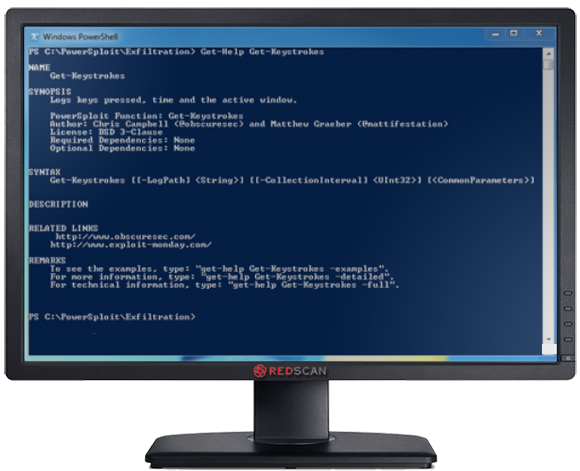 Windows PowerShell
PS C:\PowerSploit\Exfiltration> Get-Help Get-Keystrokes
NAME
Get-Keystrokes
SYNOPSIS
Logs keys pressed, time and the active window.
PowerSploit Function: Get-Keystrokes
Author: Chris Campbell (@obscuresec) and Matthew Graeber (@mattifestation)
License: BSD 3-Clause
Required Dependencies: None
Optional Dependencies: None
SYNTAX
Get-Keystrokes [[-LogPath] <String>] [[-CollectionInterval] <UInt32>] [<CommonParameters>]
DESCRIPTION
RELATED LINKS
http://www.obscuresec.com/
http://www.exploit-monday.com/
REMARKS
To see the examples, type: "get-help Get-Keystrokes -examples".
For more information, type: "get-help Get-Keystrokes -detailed".
For technical information, type: "get-help Get-Keystrokes -full".
PS C:\PowerSploit\Exfiltration>
REDSCAN